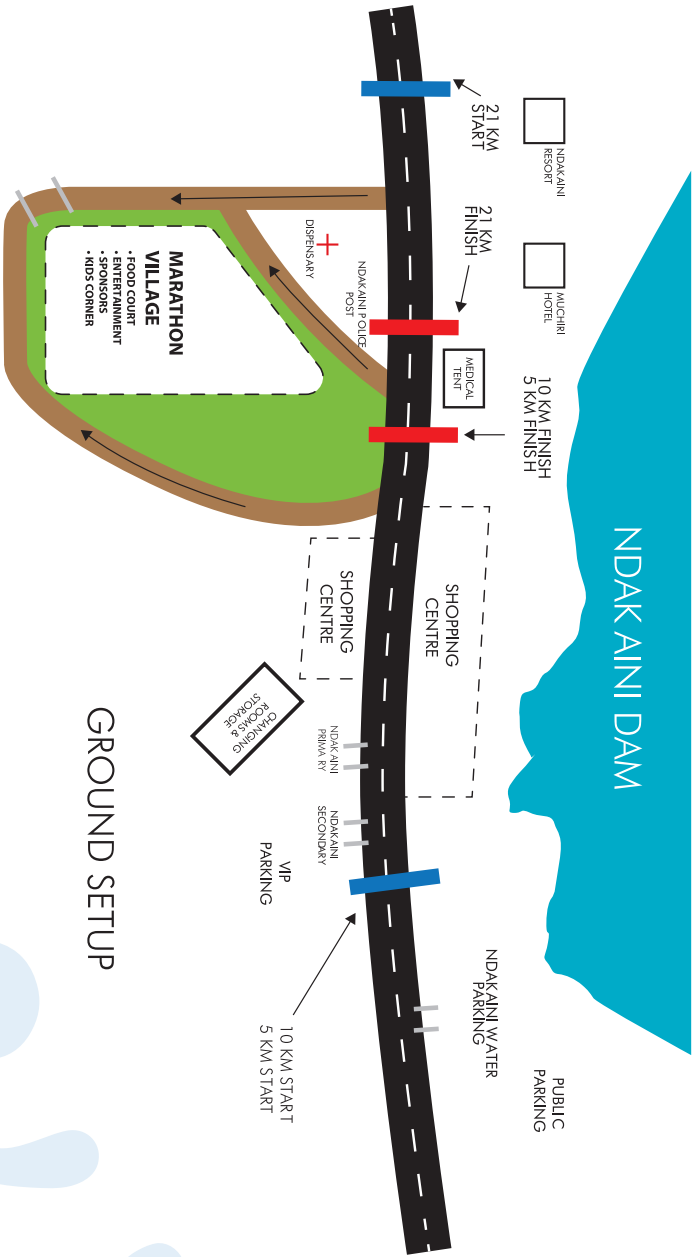 NDAKAINI DAM
NDAKAINI
RESORT
MUCHIRI
HOTEL
21 KM
START
21 KM
FINISH
10 KM FINISH
5 KM FINISH
MEDICAL
TENT
SHOPPING
CENTRE
NDAKAINI WATER
PARKING
PUBLIC
PARKING
NDAKAINI POLICE
POST
DISPENSARY
MARATHON
VILLAGE
• FOOD COURT
• ENTERTAINMENT
• SPONSORS
• KIDS CORNER
SHOPPING
CENTRE
CHANGING
ROOMS &
STORAGE
NDAKAINI
PRIMARY
NDAKAINI
SECONDARY
VIP
PARKING
10 KM START
5 KM START
GROUND SETUP